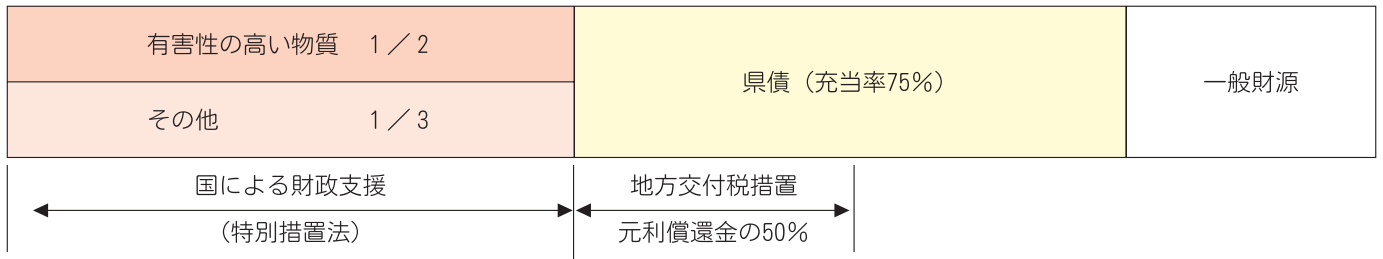 有害性の高い物質 1/2
その他 1/3
県債(充当率75%)
一般財源
国による財政支援
(特別措置法)
地方交付税措置
元利償還金の50%